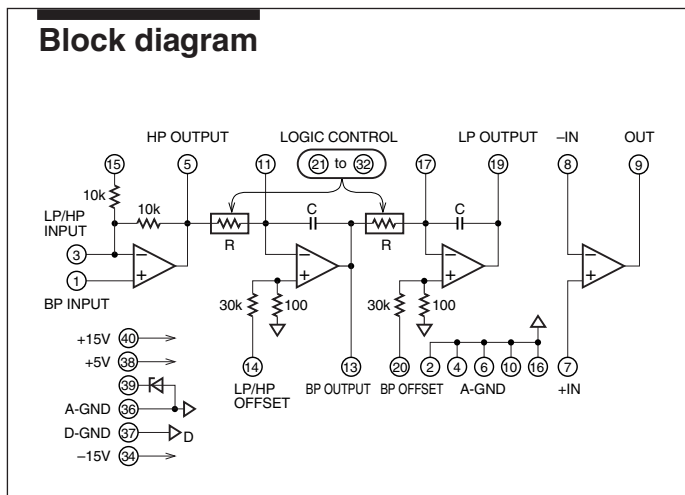 Block diagram
HP OUTPUT LOGIC CONTROL LP OUTPUT –IN OUT
15 5 11 21 to 32 17 19 8 9
10k
10k C C
LP/HP
INPUT
3 R R
1
BP INPUT
30k 100 30k 100
+15V 40
+5V 38
14 13 20 2 4 6 10 16 7
39
LP/HP
OFFSET
BP OUTPUT BP OFFSET A-GND +IN
A-GND 36
D-GND 37 D
–15V 34
– + – + – + – +